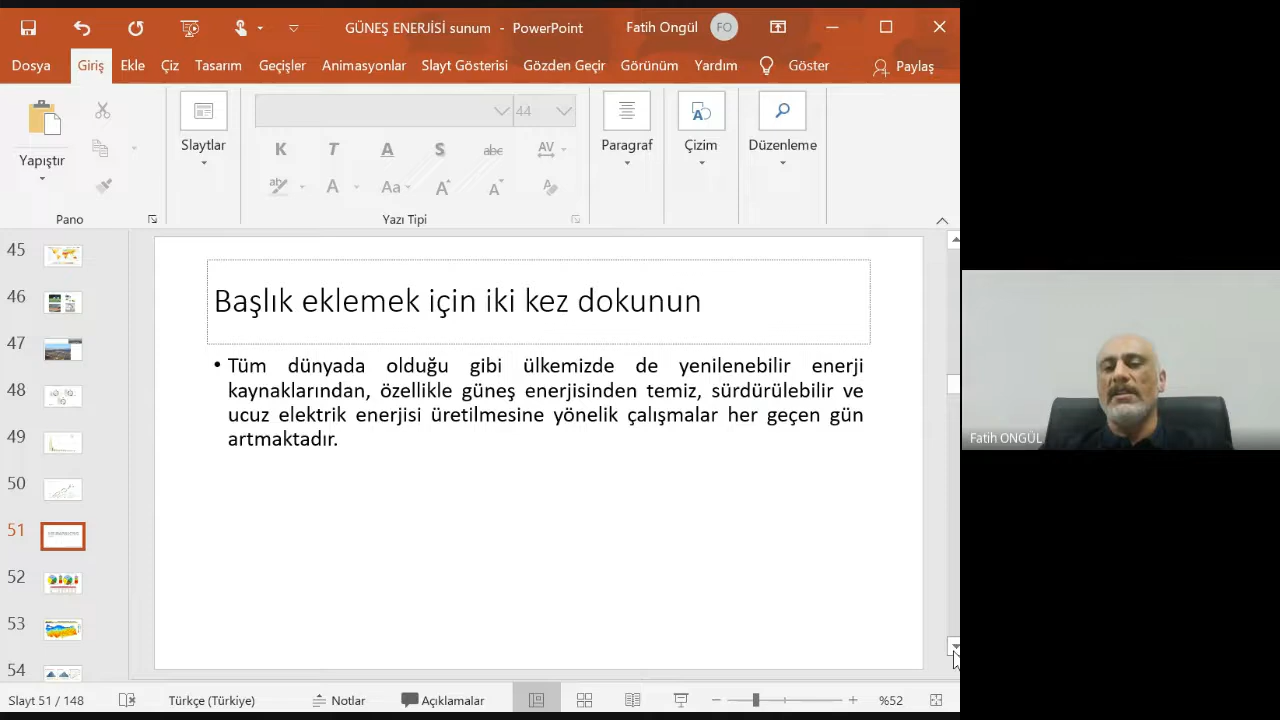 GÜNEŞ ENERJİSİ sunum - PowerPoint
Fatih Ongül
FO
Dosya
Giriş
Ekle
Çiz
Tasarım
Geçişler
Animasyonlar
Slayt Gösterisi
Gözden Geçir
Görünüm
Yardım
Göster
Paylaş
Yapıştır
Slaytlar
44
K T A S abc AV
ab A Aa A A A
Paragraf
Çizim
Düzenleme
Pano
Yazı Tipi
45
46
47
48
49
50
51
52
53
54
Başlık eklemek için iki kez dokunun
• Tüm dünyada olduğu gibi ülkemizde de yenilenebilir enerji
kaynaklarından, özellikle güneş enerjisinden temiz, sürdürülebilir ve
ucuz elektrik enerjisi üretilmesine yönelik çalışmalar her geçen gün
artmaktadır.
Fatih ONGÜL
Slayt 51 / 148
Türkçe (Türkiye)
Notlar
Açıklamalar
%52